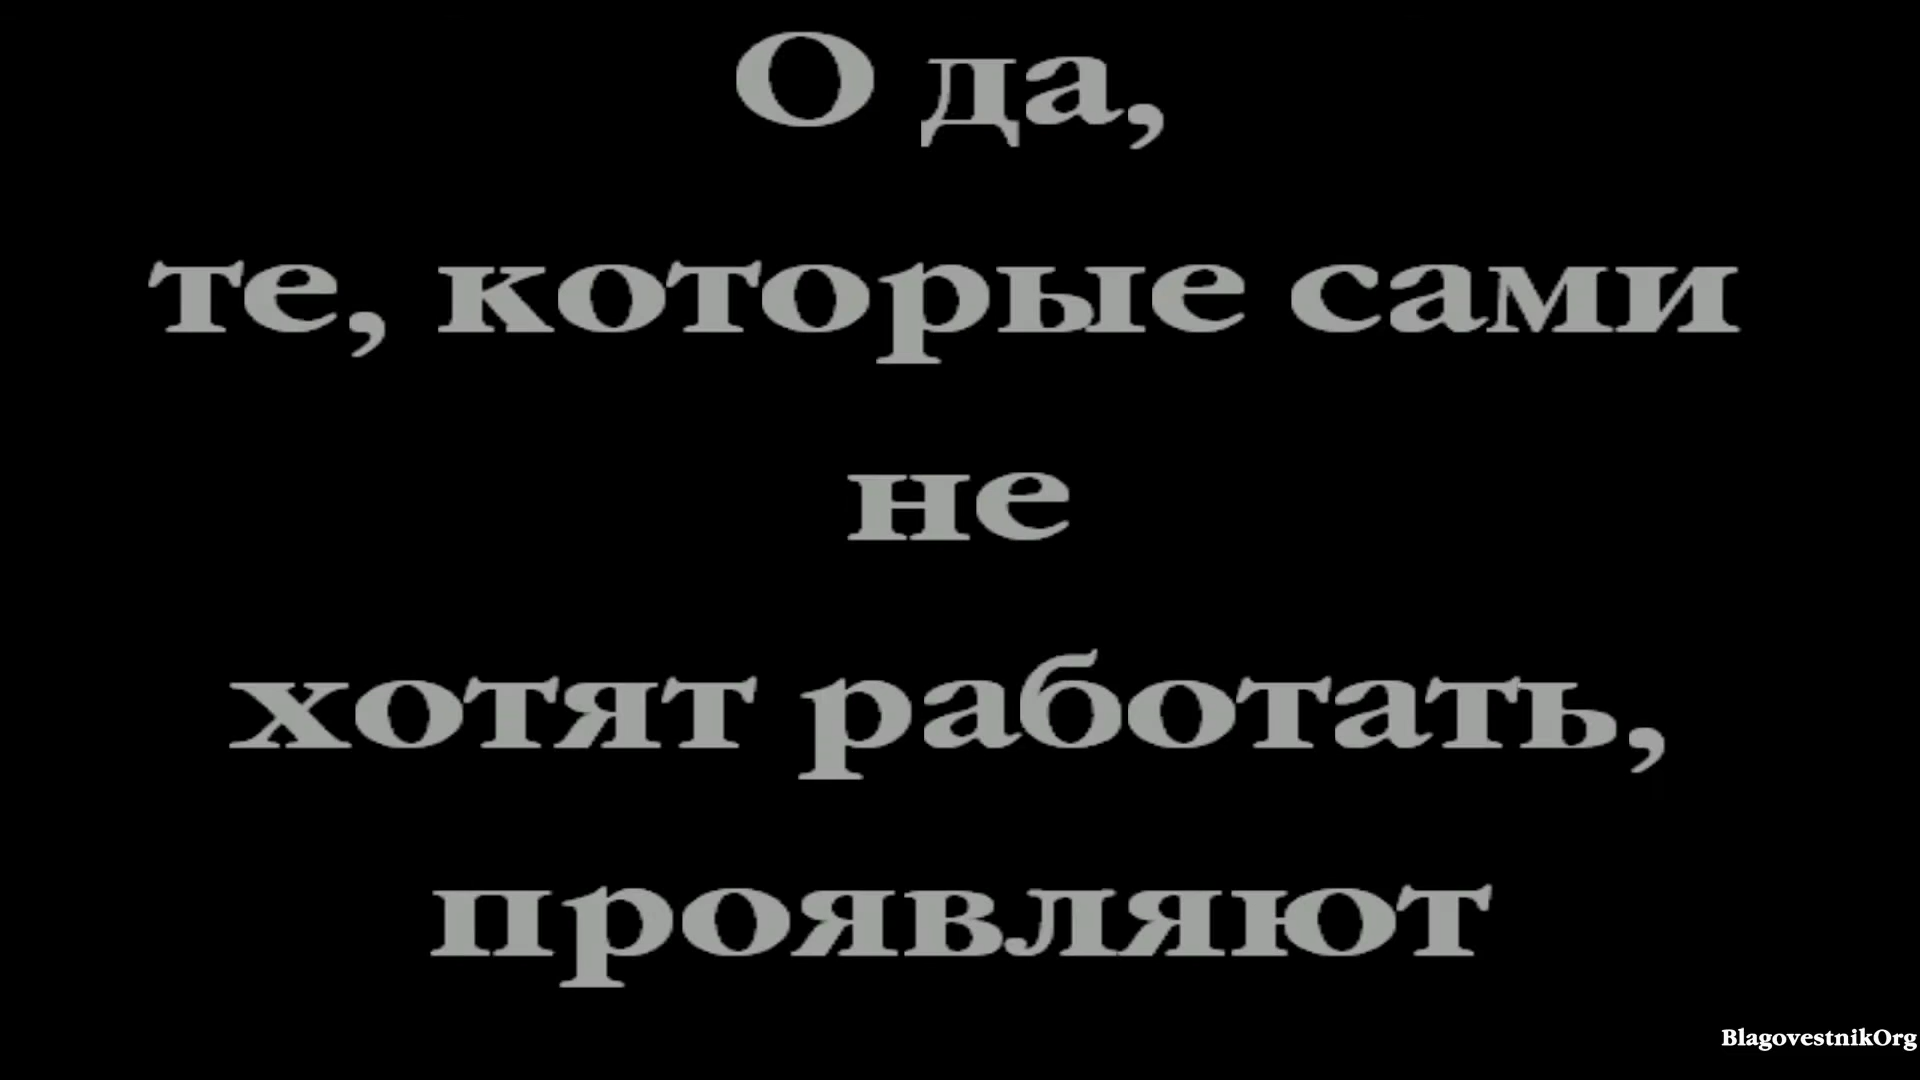 О да,
те, которые сами
не
хотят работать,
проявляют
BlagovestnikOrg